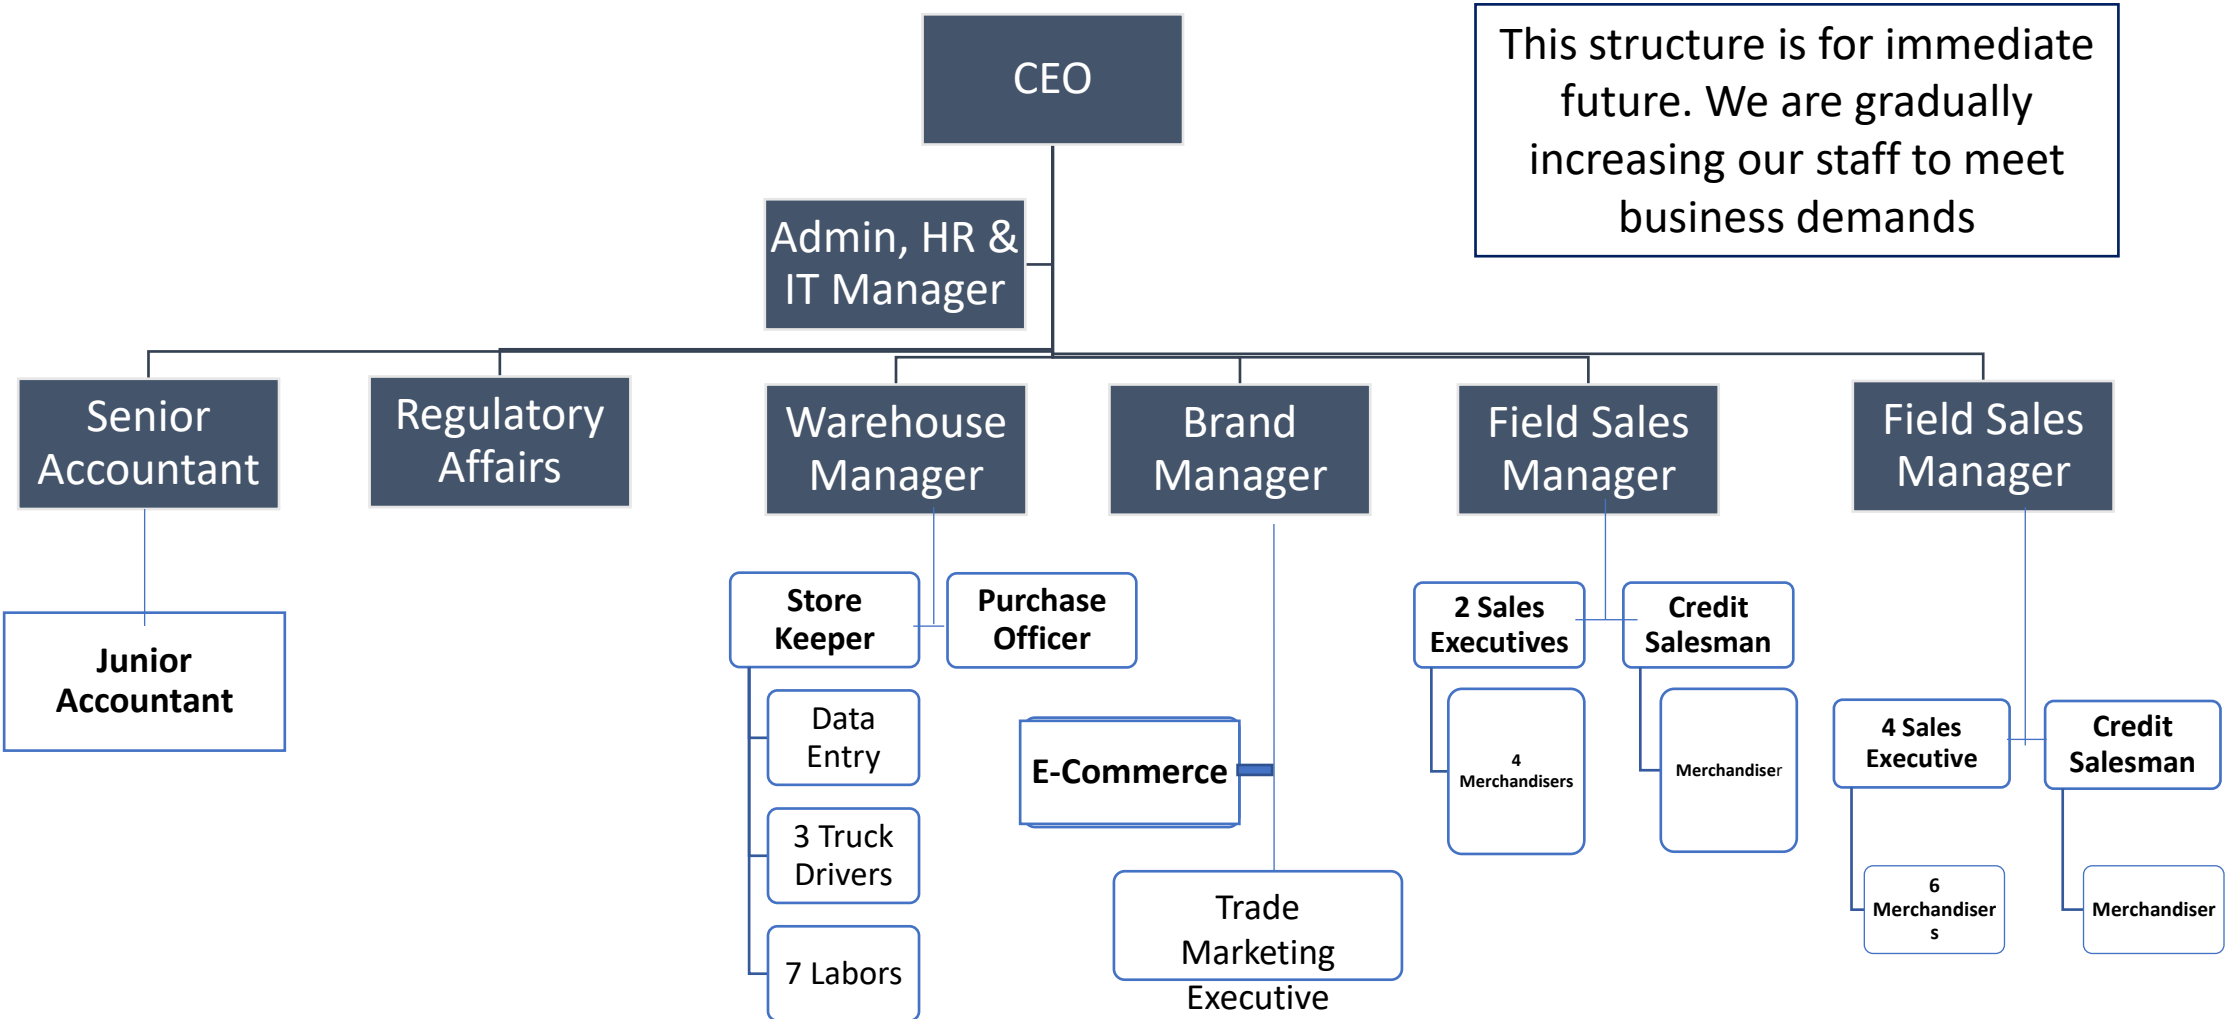 CEO
This structure is for immediate
future. We are gradually
increasing our staff to meet
business demands
Admin, HR &
IT Manager
Senior
Accountant
Regulatory
Affairs
Warehouse
Manager
Brand
Manager
Field Sales
Manager
Field Sales
Manager
Junior
Accountant
Store
Keeper
Purchase
Officer
Data
Entry
3 Truck
Drivers
7 Labors
E-Commerce
Trade
Marketing
Executive
2 Sales
Executives
Credit
Salesman
4
Merchandisers
Merchandiser
4 Sales
Executive
Credit
Salesman
6
Merchandiser
s
Merchandiser